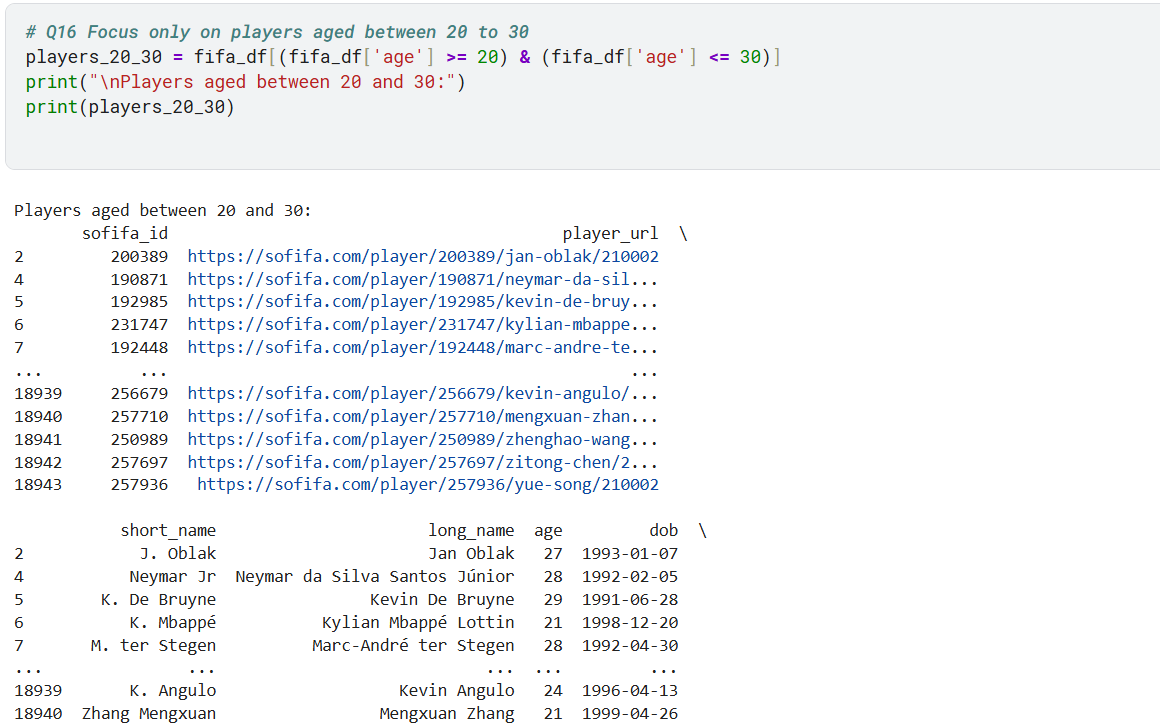 # Q16 Focus only on players aged between 20 to 30
players_20_30 = fifa_df[(fifa_df['age'] >= 20) & (fifa_df['age'] <= 30)]
print("\nPlayers aged between 20 and 30:")
print(players_20_30)
Players aged between 20 and 30:
       sofifa_id                                         player_url  \
2         200389  https://sofifa.com/player/200389/jan-oblak/210002
4         190871  https://sofifa.com/player/190871/neymar-da-sil...
5         192985  https://sofifa.com/player/192985/kevin-de-bruy...
6         231747  https://sofifa.com/player/231747/kylian-mbappe...
7         192448  https://sofifa.com/player/192448/marc-andre-te...
...          ...                                                ...
18939     256679  https://sofifa.com/player/256679/kevin-angulo/...
18940     257710  https://sofifa.com/player/257710/mengxuan-zhan...
18941     250989  https://sofifa.com/player/250989/zhenghao-wang...
18942     257697  https://sofifa.com/player/257697/zitong-chen/2...
18943     257936   https://sofifa.com/player/257936/yue-song/210002
           short_name                      long_name  age         dob  \
2            J. Oblak                      Jan Oblak   27  1993-01-07
4           Neymar Jr  Neymar da Silva Santos Júnior   28  1992-02-05
5        K. De Bruyne                Kevin De Bruyne   29  1991-06-28
6           K. Mbappé           Kylian Mbappé Lottin   21  1998-12-20
7       M. ter Stegen          Marc-André ter Stegen   28  1992-04-30
...               ...                            ...  ...         ...
18939       K. Angulo                   Kevin Angulo   24  1996-04-13
18940  Zhang Mengxuan                 Mengxuan Zhang   21  1999-04-26